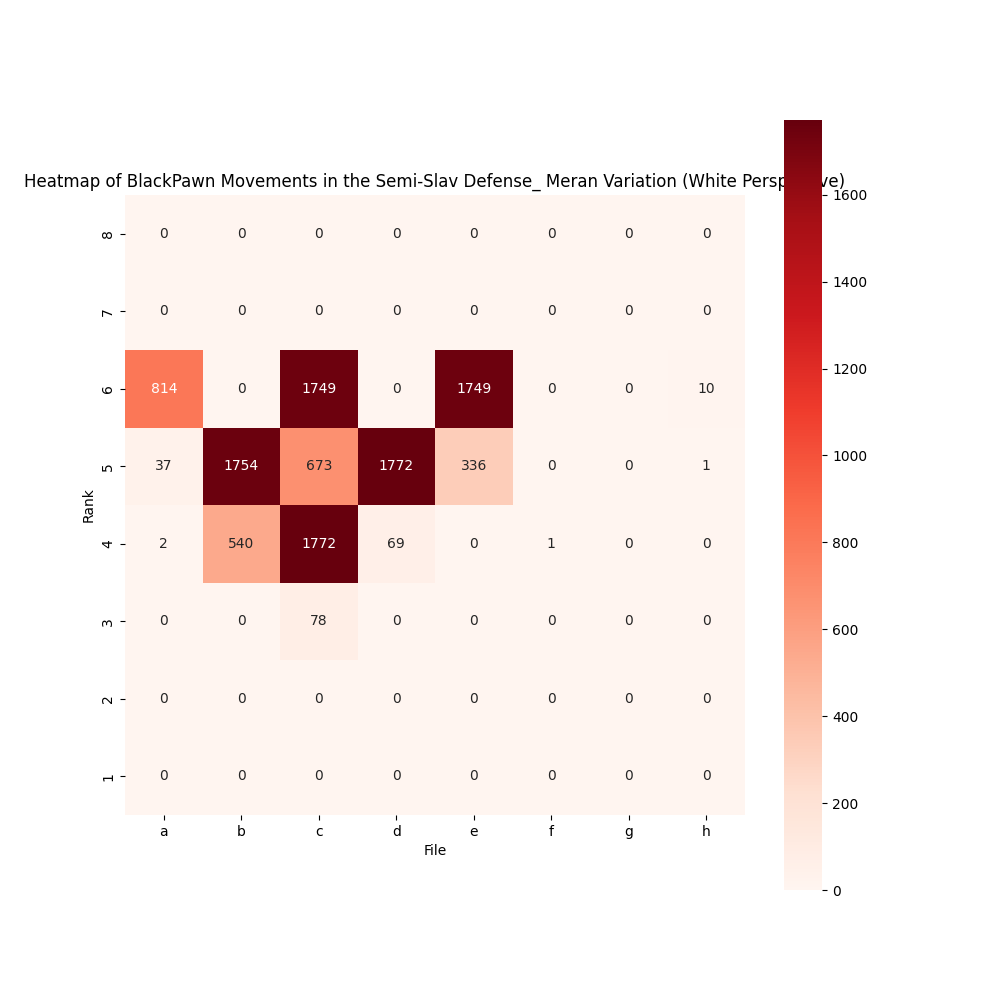 Heatmap of BlackPawn Movements in the Semi-Slav Defense_ Meran Variation (White Perspective)
8 0 0 0 0 0 0 0 0
7 0 0 0 0 0 0 0 0
6 814 0 1749 0 1749 0 0 10
5 37 1754 673 1772 336 0 0 1
4 2 540 1772 69 0 1 0 0
3 0 0 78 0 0 0 0 0
2 0 0 0 0 0 0 0 0
1 0 0 0 0 0 0 0 0
a b c d e f g h
File
Rank
1600
1400
1200
1000
800
600
400
200
0